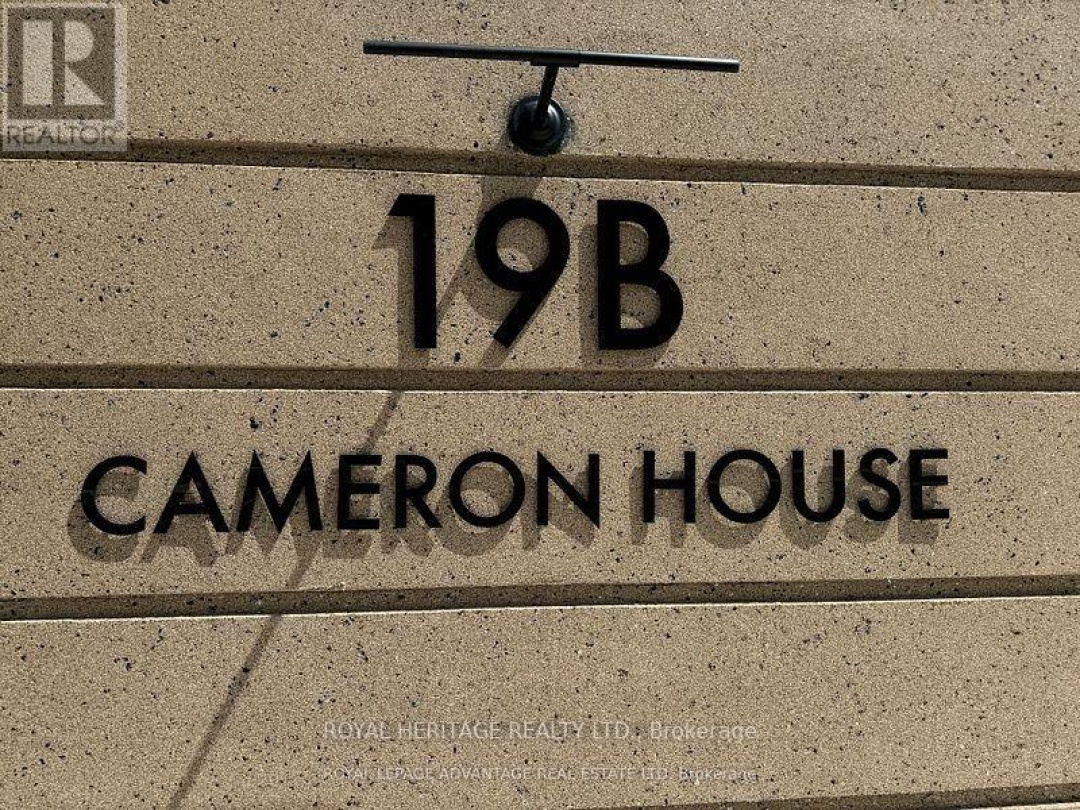 R
REALTOR
19B
CAMERON HOUSE
ROYAL HERITAGE REALTY LTD., Brokerage
ROYAL LEPAGE ADVANTAGE REAL ESTATE LTD. Brokerage